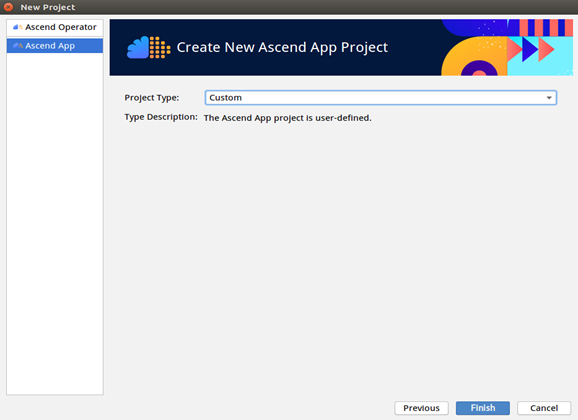 New Project
Ascend Operator
Ascend App
Create New Ascend App Project
Project Type: Custom
Type Description: The Ascend App project is user-defined.
Previous Finish Cancel